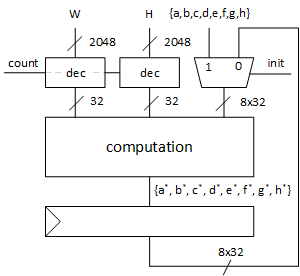 W H {a,b,c,d,e,f,g,h}
2048 2048
count dec dec 1 0 init
32 32 8x32
computation
{a*, b*, c*, d*, e*, f*, g*, h*}
8x32